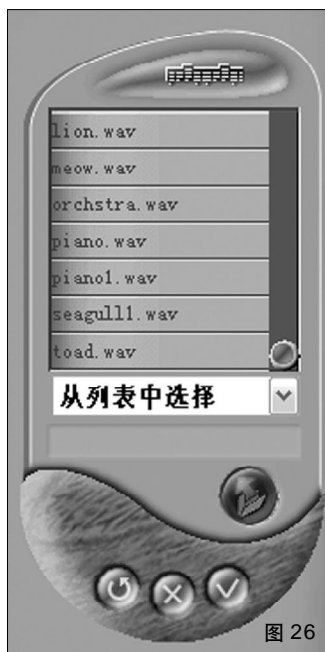 lion.wav
meow.wav
orchstra.wav
piano.wav
piano1.wav
seagull1.wav
toad.wav
从列表中选择
图 26